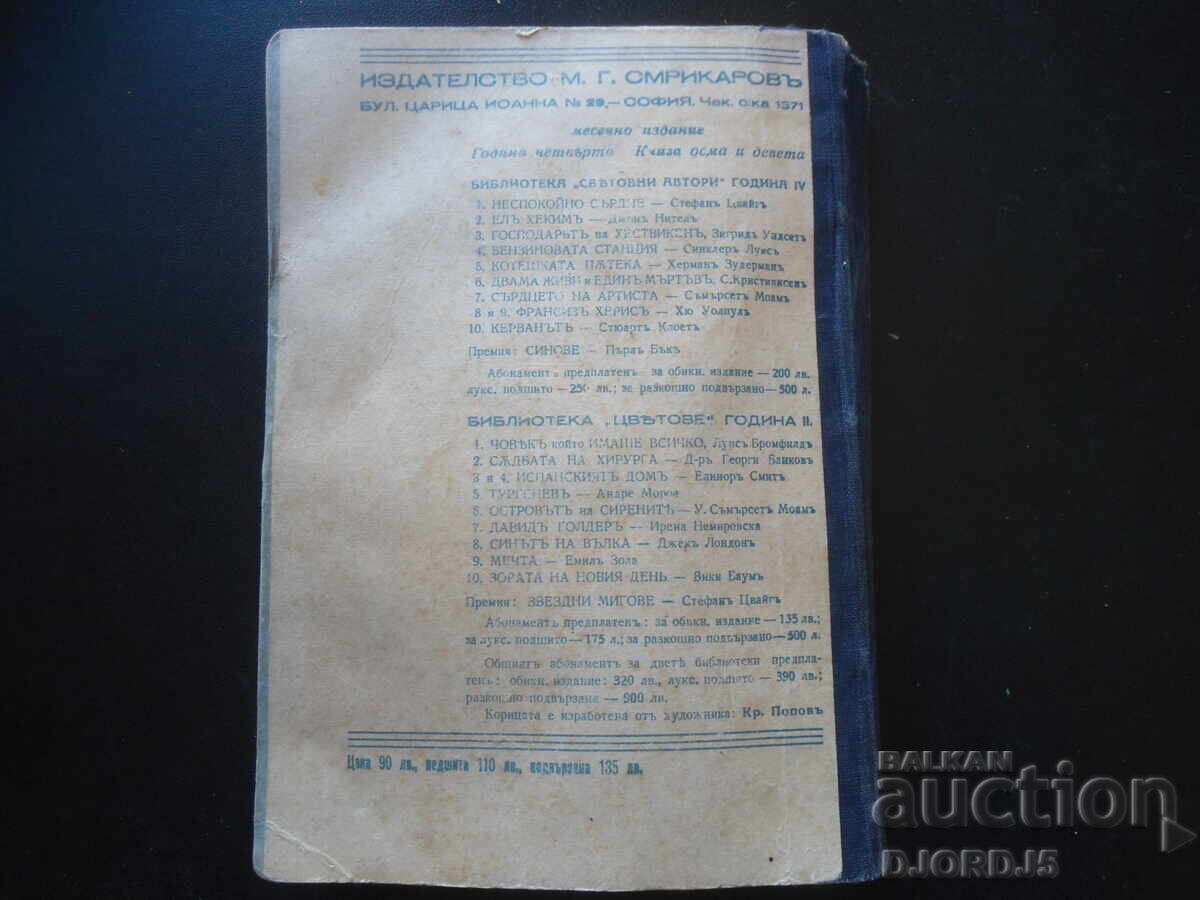 ИЗДАТЕЛСТВО М. Г. СМРИКАРОВЪ
БУЛ. ЦАРИЦА ИОАННА № 29,— СОФИЯ. Чек. с/ка 1371
месечно издание
Година четвърта Книга осма и девета
БИБЛИОТЕКА „СВѢТОВНИ АВТОРИ" ГОДИНА IV
1. НЕСПОКОЙНО СЪРДЦЕ — Стефанъ Цвайгъ
2. ЕЛЪ ХЕКИМЪ — Джонъ Нителъ
3. ГОСПОДАРЬТЪ на ХЕСТВИКЕНЪ, Зигридъ Ундсетъ
4. БЕНЗИНОВАТА СТАНЦИЯ — Синклеръ Луисъ
5. КОТЕШКАТА ПѪТЕКА — Херманъ Зудерманъ
6. ДВАМА ЖИВИ и ЕДИНЪ МЪРТЪВЪ, С.Кристиансенъ
7. СЪРДЦЕТО НА АРТИСТА — Съмърсетъ Моамъ
8 и 9. ФРАНСИЗЪ ХЕРИСЪ — Хю Уолпулъ
10. КЕРВАНЪТЪ — Стюартъ Клоетъ
Премия: СИНОВЕ — Пърлъ Бъкъ
Абонаментъ предплатенъ за обикн. издание — 200 лв.
лукс. подшито — 250 лв.; за разкошно подвързано — 500 л.
БИБЛИОТЕКА „ЦВѢТОВЕ" ГОДИНА II.
1. ЧОВѢКЪ който ИМАШЕ ВСИЧКО, Луисъ Бромфилдъ
2. СѪДБАТА НА ХИРУРГА — Д-ръ Георги Банковъ
3 и 4. ИСПАНСКИЯТЪ ДОМЪ — Елиноръ Смитъ
5. ТУРГЕНЕВЪ — Андре Мороа
6. ОСТРОВЪТЪ на СИРЕНИТѢ — У. Съмърсетъ Моамъ
7. ДАВИДЪ ГОЛДЕРЪ — Ирена Немировска
8. СИНЪТЪ НА ВЪЛКА — Джекъ Лондонъ
9. МЕЧТА — Емилъ Зола
10. ЗОРАТА НА НОВИЯ ДЕНЬ — Вики Баумъ
Премия: ЗВЕЗДНИ МИГОВЕ — Стефанъ Цвайгъ
Абонаментъ предплатенъ: за обикн. издание — 135 лв.;
за лукс. подшито — 175 л.; за разкошно подвързано — 500 л.
Общиятъ абонаментъ за дветѣ библиотеки предпла-
тенъ: обикн. издание: 320 лв., лукс. подшито — 390 лв.;
разкошно подвързана — 900 лв.
Корицата е изработена отъ художника: Кр. Поповъ
Цена 90 лв., подшита 110 лв., подвързана 135 лв.
BALKAN
auction
DJORDJ5